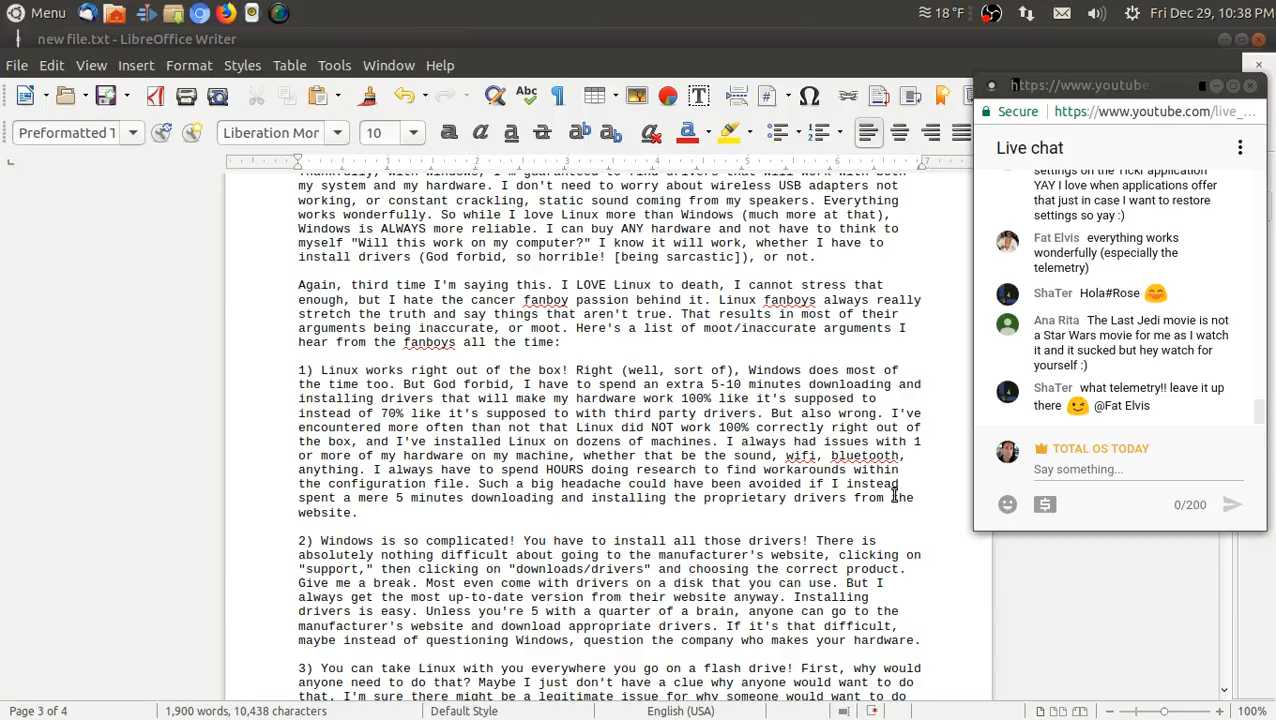 Menu
18 °F
Fri Dec 29, 10:38 PM
new file.txt - LibreOffice Writer
File Edit View Insert Format Styles Table Tools Window Help
Preformatted T
Liberation Mor
10
1 2 3 4 5 6 7
my system and my hardware. I don't need to worry about wireless USB adapters not
working, or constant crackling, static sound coming from my speakers. Everything
works wonderfully. So while I love Linux more than Windows (much more at that),
Windows is ALWAYS more reliable. I can buy ANY hardware and not have to think to
myself "Will this work on my computer?" I know it will work, whether I have to
install drivers (God forbid, so horrible! [being sarcastic]), or not.
Again, third time I'm saying this. I LOVE Linux to death, I cannot stress that
enough, but I hate the cancer fanboy passion behind it. Linux fanboys always really
stretch the truth and say things that aren't true. That results in most of their
arguments being inaccurate, or moot. Here's a list of moot/inaccurate arguments I
hear from the fanboys all the time:
1) Linux works right out of the box! Right (well, sort of), Windows does most of
the time too. But God forbid, I have to spend an extra 5-10 minutes downloading and
installing drivers that will make my hardware work 100% like it's supposed to
instead of 70% like it's supposed to with third party drivers. But also wrong. I've
encountered more often than not that Linux did NOT work 100% correctly right out of
the box, and I've installed Linux on dozens of machines. I always had issues with 1
or more of my hardware on my machine, whether that be the sound, wifi, bluetooth,
anything. I always have to spend HOURS doing research to find workarounds within
the configuration file. Such a big headache could have been avoided if I instead
spent a mere 5 minutes downloading and installing the proprietary drivers from the
website.
2) Windows is so complicated! You have to install all those drivers! There is
absolutely nothing difficult about going to the manufacturer's website, clicking on
"support," then clicking on "downloads/drivers" and choosing the correct product.
Give me a break. Most even come with drivers on a disk that you can use. But I
always get the most up-to-date version from their website anyway. Installing
drivers is easy. Unless you're 5 with a quarter of a brain, anyone can go to the
manufacturer's website and download appropriate drivers. If it's that difficult,
maybe instead of questioning Windows, question the company who makes your hardware.
3) You can take Linux with you everywhere you go on a flash drive! First, why would
anyone need to do that? Maybe I just don't have a clue why anyone would want to do
that. I'm sure there might be a legitimate issue for why someone would want to do
Page 3 of 4
1,900 words, 10,438 characters
Default Style
English (USA)
100%
https://www.youtube.
Secure
https://www.youtube.com/live_...
Live chat
settings on the Ticki application
YAY I love when applications offer
that just in case I want to restore
settings so yay :)
Fat Elvis everything works
wonderfully (especially the
telemetry)
ShaTer Hola#Rose
Ana Rita The Last Jedi movie is not
a Star Wars movie for me as I watch
it and it sucked but hey watch for
yourself :)
ShaTer what telemetry!! leave it up
there @Fat Elvis
TOTAL OS TODAY
Say something...
0/200